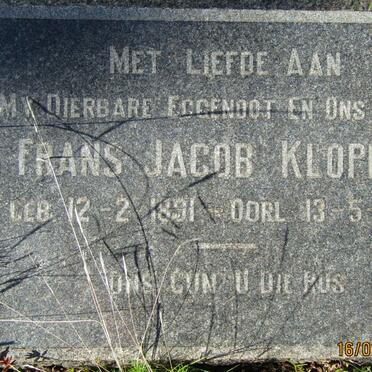 MET LIEFDE AAN
MY DIERBARE EGGENOOT EN ONS
FRANS JACOB KLOPP
GEB. 12-2-1891 - OORL 13-5
ONS GUN U DIE RUS
16/0